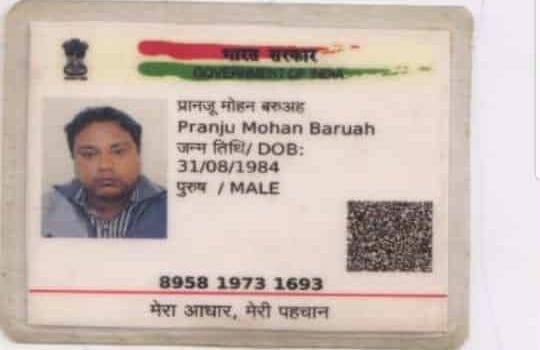 भारत सरकार
GOVERNMENT OF INDIA
प्रानजू मोहन बरुअह
Pranju Mohan Baruah
जन्म तिथि/ DOB:
31/08/1984
पुरुष / MALE
8958 1973 1693
मेरा आधार, मेरी पहचान